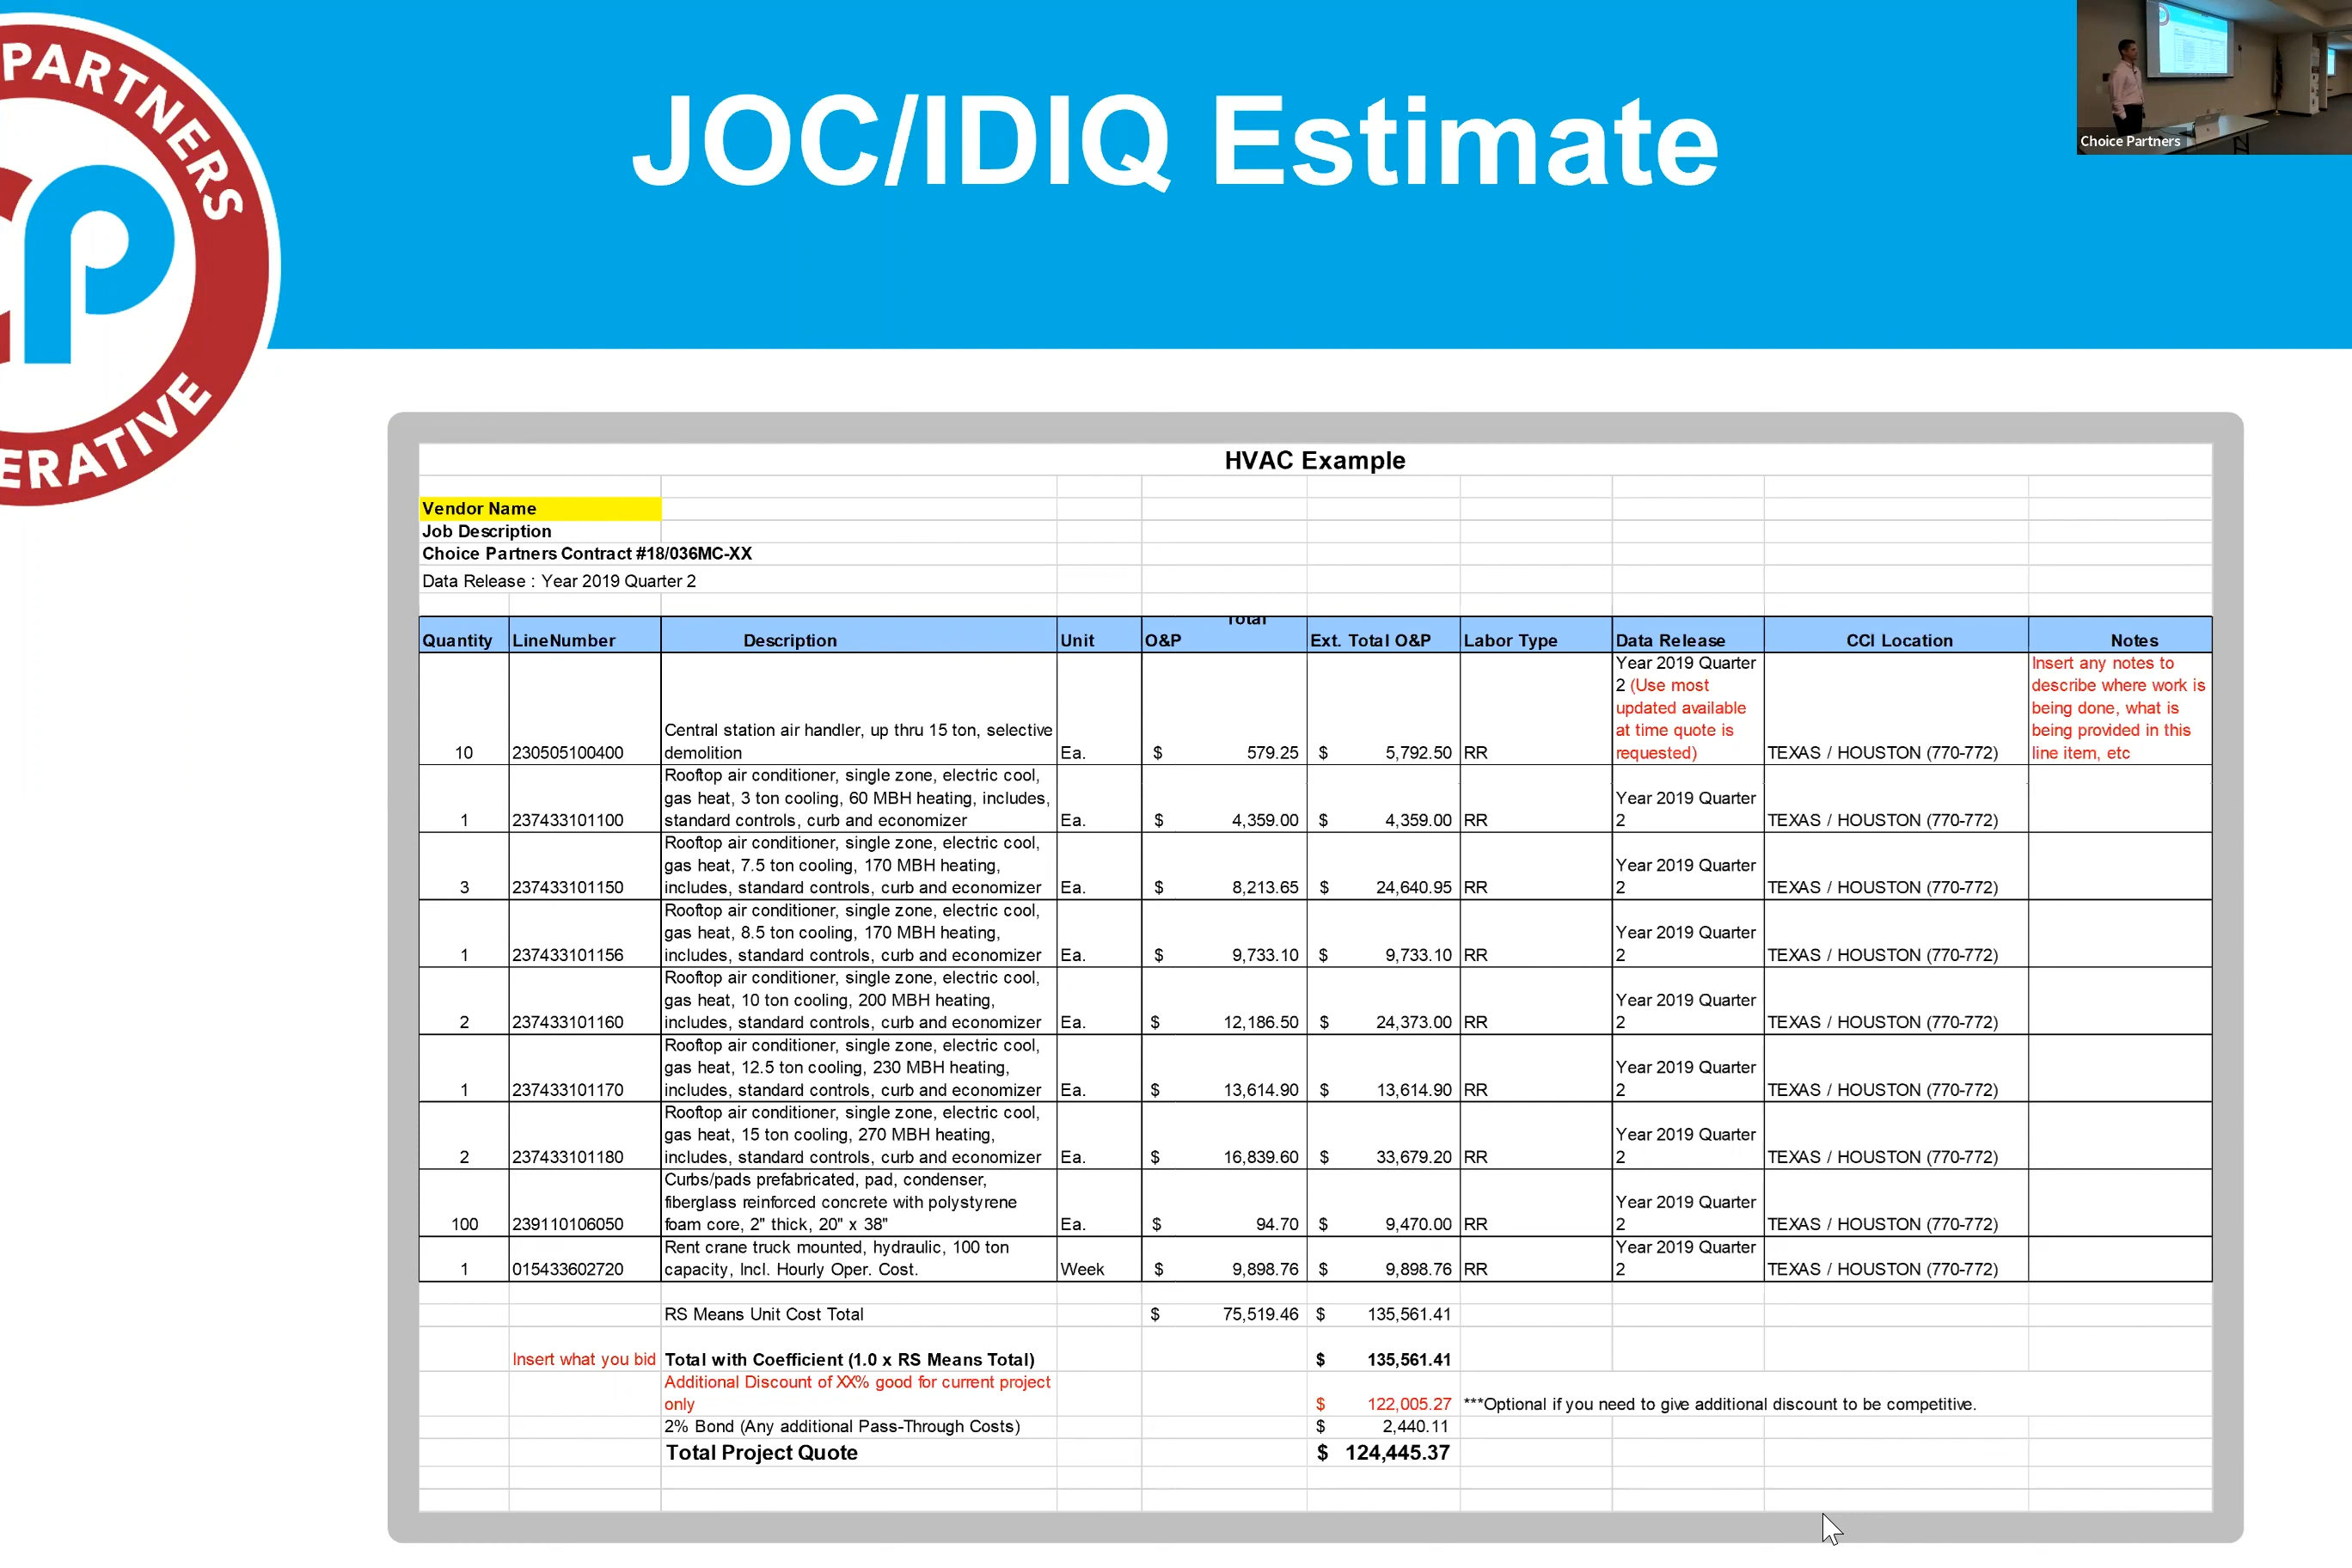 PARTNERS
ERATIVE
JOC/IDIQ Estimate
Choice Partners
HVAC Example
Vendor Name
Job Description
Choice Partners Contract #18/036MC-XX
Data Release : Year 2019 Quarter 2
Quantity LineNumber Description Unit Total O&P Ext. Total O&P Labor Type Data Release CCI Location Notes
10 230505100400 Central station air handler, up thru 15 ton, selective demolition Ea. $ 579.25 $ 5,792.50 RR Year 2019 Quarter 2 (Use most updated available at time quote is requested) TEXAS / HOUSTON (770-772) Insert any notes to describe where work is being done, what is being provided in this line item, etc
1 237433101100 Rooftop air conditioner, single zone, electric cool, gas heat, 3 ton cooling, 60 MBH heating, includes, standard controls, curb and economizer Ea. $ 4,359.00 $ 4,359.00 RR Year 2019 Quarter 2 TEXAS / HOUSTON (770-772)
3 237433101150 Rooftop air conditioner, single zone, electric cool, gas heat, 7.5 ton cooling, 170 MBH heating, includes, standard controls, curb and economizer Ea. $ 8,213.65 $ 24,640.95 RR Year 2019 Quarter 2 TEXAS / HOUSTON (770-772)
1 237433101156 Rooftop air conditioner, single zone, electric cool, gas heat, 8.5 ton cooling, 170 MBH heating, includes, standard controls, curb and economizer Ea. $ 9,733.10 $ 9,733.10 RR Year 2019 Quarter 2 TEXAS / HOUSTON (770-772)
2 237433101160 Rooftop air conditioner, single zone, electric cool, gas heat, 10 ton cooling, 200 MBH heating, includes, standard controls, curb and economizer Ea. $ 12,186.50 $ 24,373.00 RR Year 2019 Quarter 2 TEXAS / HOUSTON (770-772)
1 237433101170 Rooftop air conditioner, single zone, electric cool, gas heat, 12.5 ton cooling, 230 MBH heating, includes, standard controls, curb and economizer Ea. $ 13,614.90 $ 13,614.90 RR Year 2019 Quarter 2 TEXAS / HOUSTON (770-772)
2 237433101180 Rooftop air conditioner, single zone, electric cool, gas heat, 15 ton cooling, 270 MBH heating, includes, standard controls, curb and economizer Ea. $ 16,839.60 $ 33,679.20 RR Year 2019 Quarter 2 TEXAS / HOUSTON (770-772)
100 239110106050 Curbs/pads prefabricated, pad, condenser, fiberglass reinforced concrete with polystyrene foam core, 2" thick, 20" x 38" Ea. $ 94.70 $ 9,470.00 RR Year 2019 Quarter 2 TEXAS / HOUSTON (770-772)
1 015433602720 Rent crane truck mounted, hydraulic, 100 ton capacity, Incl. Hourly Oper. Cost. Week $ 9,898.76 $ 9,898.76 RR Year 2019 Quarter 2 TEXAS / HOUSTON (770-772)
RS Means Unit Cost Total $ 75,519.46 $ 135,561.41
Insert what you bid Total with Coefficient (1.0 x RS Means Total) $ 135,561.41
Additional Discount of XX% good for current project only $ 122,005.27 ***Optional if you need to give additional discount to be competitive.
2% Bond (Any additional Pass-Through Costs) $ 2,440.11
Total Project Quote $ 124,445.37